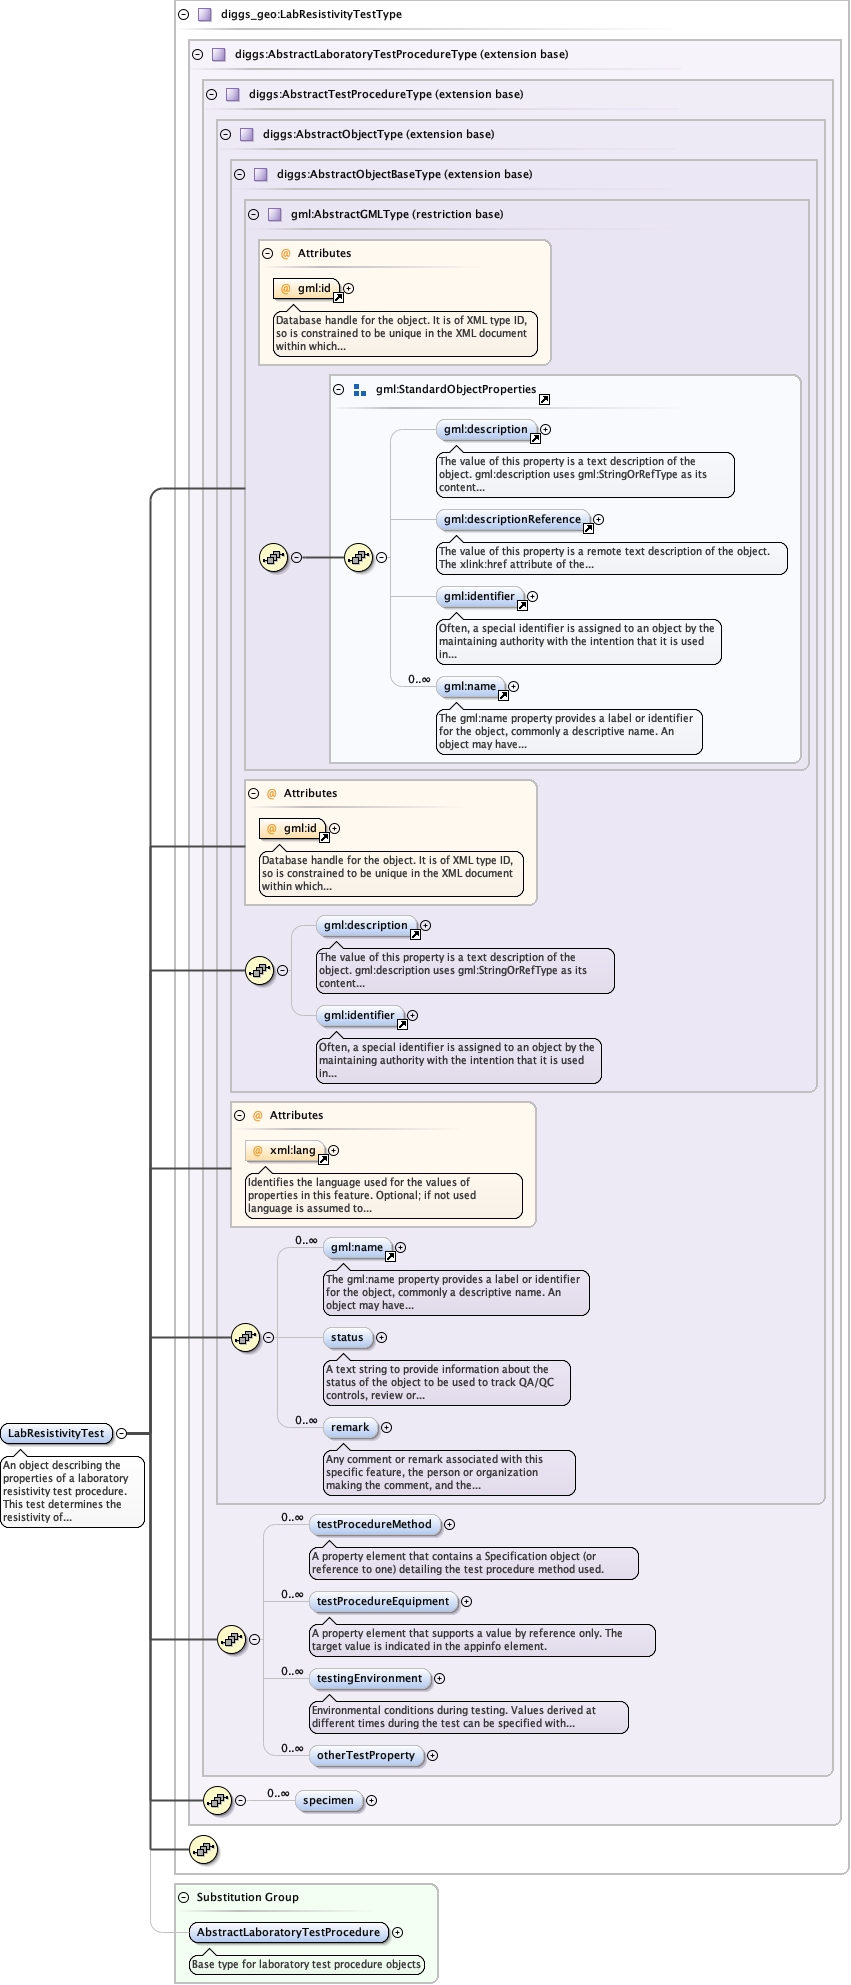 diggs_geo:LabResistivityTestType
diggs:AbstractLaboratoryTestProcedureType (extension base)
diggs:AbstractTestProcedureType (extension base)
diggs:AbstractObjectType (extension base)
diggs:AbstractObjectBaseType (extension base)
gml:AbstractGMLType (restriction base)
@ Attributes
@ gml:id
Database handle for the object. It is of XML type ID,
so is constrained to be unique in the XML document
within which...
gml:StandardObjectProperties
gml:description
The value of this property is a text description of the
object. gml:description uses gml:StringOrRefType as its
content...
gml:descriptionReference
The value of this property is a remote text description of the object.
The xlink:href attribute of the...
gml:identifier
Often, a special identifier is assigned to an object by the
maintaining authority with the intention that it is used
in...
0..∞
gml:name
The gml:name property provides a label or identifier
for the object, commonly a descriptive name. An
object may have...
@ Attributes
@ gml:id
Database handle for the object. It is of XML type ID,
so is constrained to be unique in the XML document
within which...
gml:description
The value of this property is a text description of the
object. gml:description uses gml:StringOrRefType as its
content...
gml:identifier
Often, a special identifier is assigned to an object by the
maintaining authority with the intention that it is used
in...
@ Attributes
@ xml:lang
Identifies the language used for the values of
properties in this feature. Optional; if not used
language is assumed to...
0..∞
gml:name
The gml:name property provides a label or identifier
for the object, commonly a descriptive name. An
object may have...
status
A text string to provide information about the
status of the object to be used to track QA/QC
controls, review or...
0..∞
remark
Any comment or remark associated with this
specific feature, the person or organization
making the comment, and the...
LabResistivityTest
An object describing the
properties of a laboratory
resistivity test procedure.
This test determines the
resistivity of...
0..∞
testProcedureMethod
A property element that contains a Specification object (or
reference to one) detailing the test procedure method used.
0..∞
testProcedureEquipment
A property element that supports a value by reference only. The
target value is indicated in the appinfo element.
0..∞
testingEnvironment
Environmental conditions during testing. Values derived at
different times during the test can be specified with...
0..∞
otherTestProperty
0..∞
specimen
Substitution Group
AbstractLaboratoryTestProcedure
Base type for laboratory test procedure objects